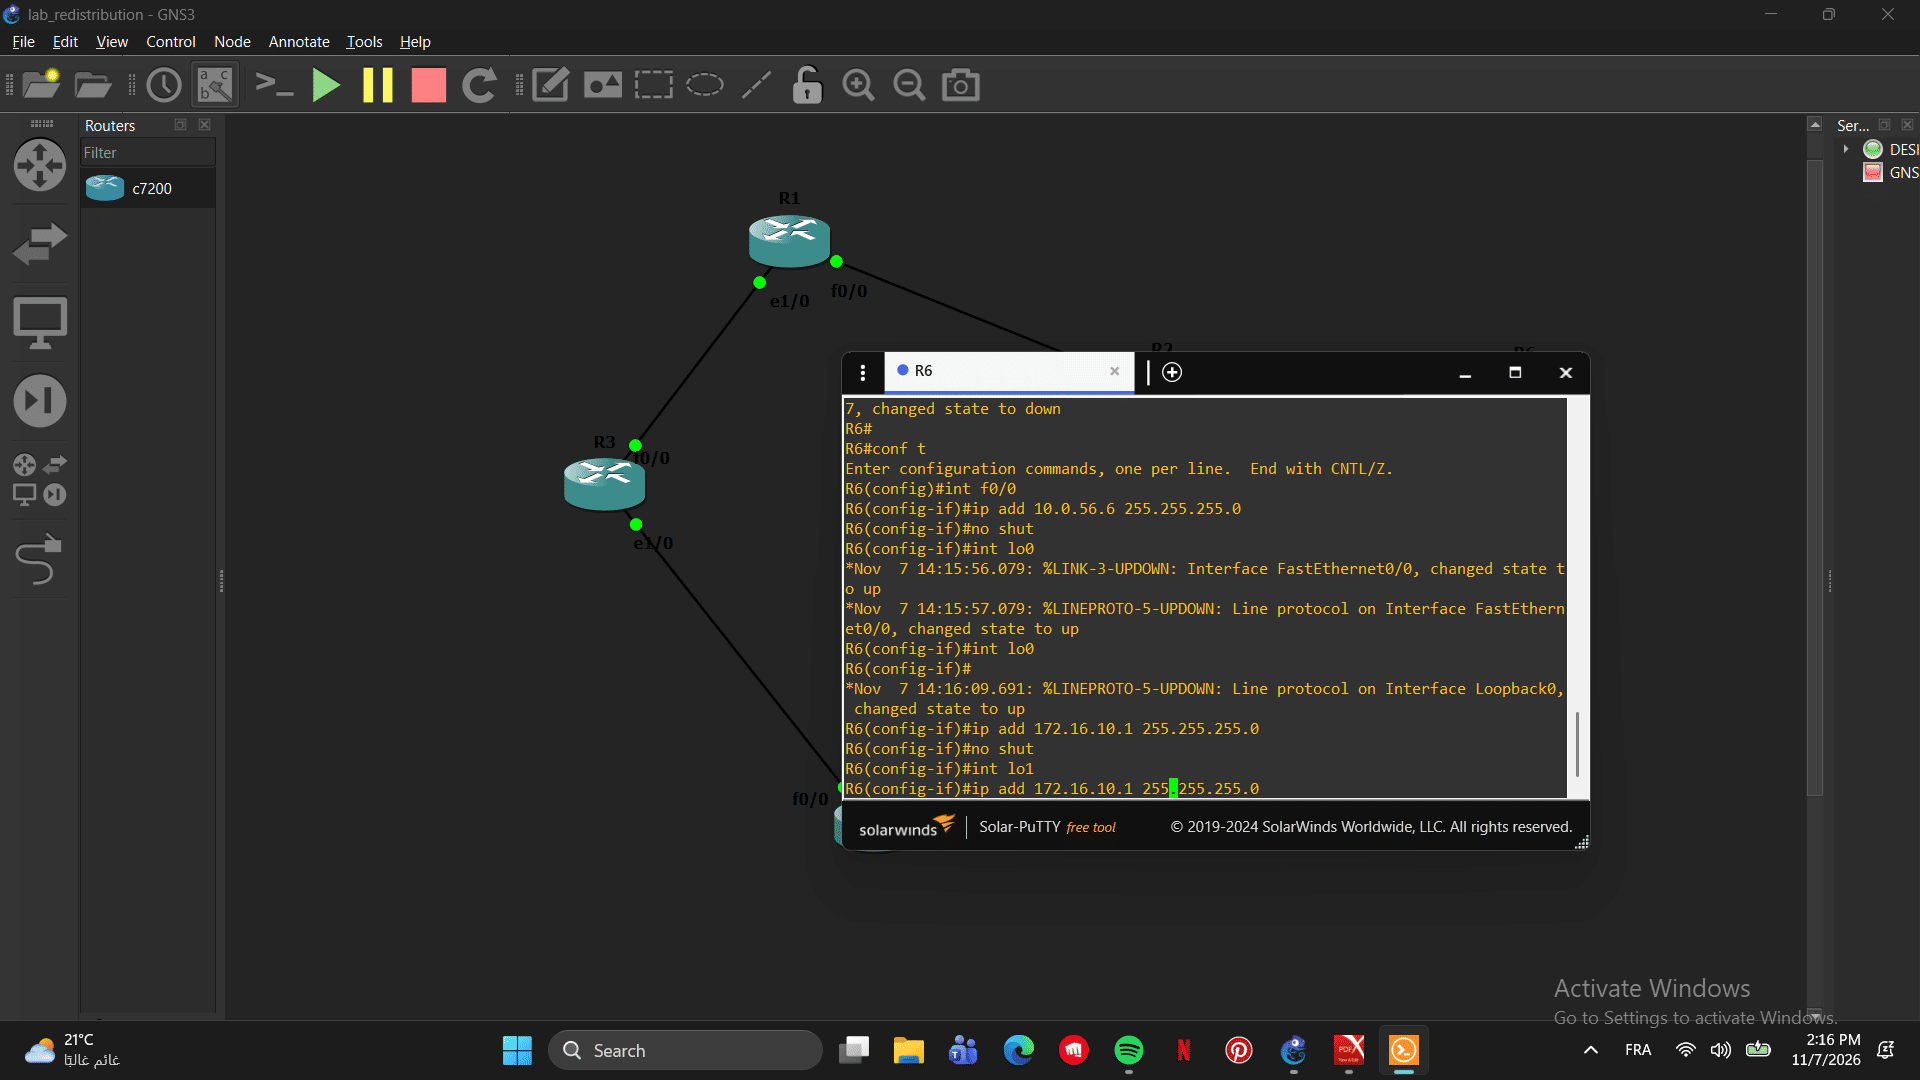 lab_redistribution - GNS3
File Edit View Control Node Annotate Tools Help
Routers
Filter
c7200
Ser...
DESH
GNS
R1
e1/0
f0/0
R3
f0/0
e1/0
f0/0
R2
R6
R6
7, changed state to down
R6#
R6#conf t
Enter configuration commands, one per line.  End with CNTL/Z.
R6(config)#int f0/0
R6(config-if)#ip add 10.0.56.6 255.255.255.0
R6(config-if)#no shut
R6(config-if)#int lo0
*Nov  7 14:15:56.079: %LINK-3-UPDOWN: Interface FastEthernet0/0, changed state t
o up
*Nov  7 14:15:57.079: %LINEPROTO-5-UPDOWN: Line protocol on Interface FastEthern
et0/0, changed state to up
R6(config-if)#int lo0
R6(config-if)#
*Nov  7 14:16:09.691: %LINEPROTO-5-UPDOWN: Line protocol on Interface Loopback0,
changed state to up
R6(config-if)#ip add 172.16.10.1 255.255.255.0
R6(config-if)#no shut
R6(config-if)#int lo1
R6(config-if)#ip add 172.16.10.1 255.255.255.0
solarwinds Solar-PuTTY free tool © 2019-2024 SolarWinds Worldwide, LLC. All rights reserved.
Activate Windows
Go to Settings to activate Windows.
21°C
غائم غالبًا
Search
FRA
2:16 PM
11/7/2026